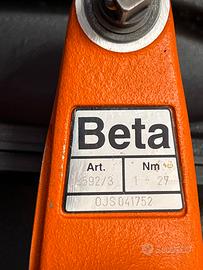 Beta
Art. Nm
592/3 1 - 27
OJS041752